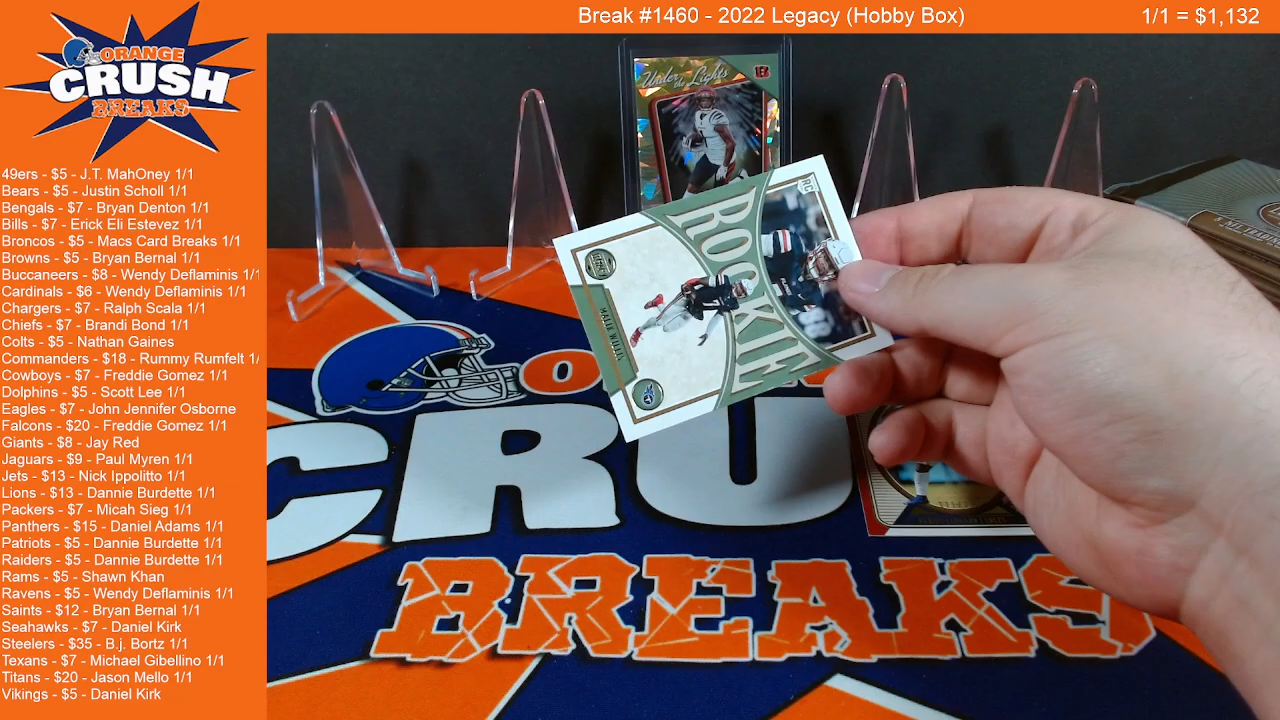 Break #1460 - 2022 Legacy (Hobby Box)
1/1 = $1,132
ORANGE
CRUSH
BREAKS
49ers - $5 - J.T. MahOney 1/1
Bears - $5 - Justin Scholl 1/1
Bengals - $7 - Bryan Denton 1/1
Bills - $7 - Erick Eli Estevez 1/1
Broncos - $5 - Macs Card Breaks 1/1
Browns - $5 - Bryan Bernal 1/1
Buccaneers - $8 - Wendy Deflaminis 1/1
Cardinals - $6 - Wendy Deflaminis 1/1
Chargers - $7 - Ralph Scala 1/1
Chiefs - $7 - Brandi Bond 1/1
Colts - $5 - Nathan Gaines
Commanders - $18 - Rummy Rumfelt 1/
Cowboys - $7 - Freddie Gomez 1/1
Dolphins - $5 - Scott Lee 1/1
Eagles - $7 - John Jennifer Osborne
Falcons - $20 - Freddie Gomez 1/1
Giants - $8 - Jay Red
Jaguars - $9 - Paul Myren 1/1
Jets - $13 - Nick Ippolitto 1/1
Lions - $13 - Dannie Burdette 1/1
Packers - $7 - Micah Sieg 1/1
Panthers - $15 - Daniel Adams 1/1
Patriots - $5 - Dannie Burdette 1/1
Raiders - $5 - Dannie Burdette 1/1
Rams - $5 - Shawn Khan
Ravens - $5 - Wendy Deflaminis 1/1
Saints - $12 - Bryan Bernal 1/1
Seahawks - $7 - Daniel Kirk
Steelers - $35 - B.j. Bortz 1/1
Texans - $7 - Michael Gibellino 1/1
Titans - $20 - Jason Mello 1/1
Vikings - $5 - Daniel Kirk
Under
the Lights
ROOKIE
RC
MALIK WILLIS
O
CRU
BREAKS